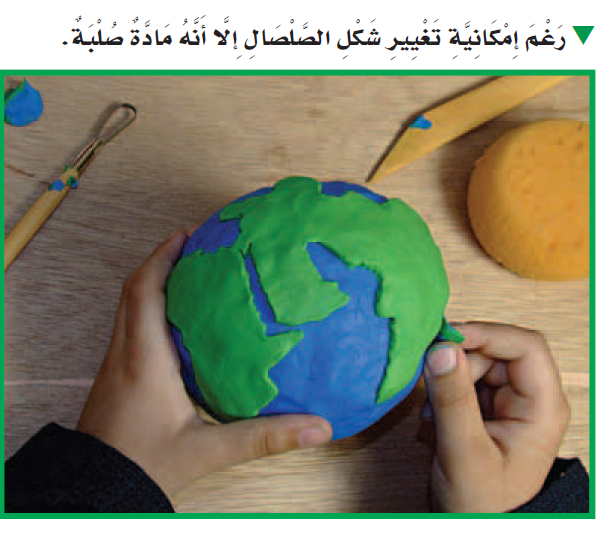 رَغْمَ إِمْكَانِيَّةِ تَغْيِيرِ شَكْلِ الصَّلْصَالِ إِلَّا أَنَّهُ مَادَّةٌ صُلْبَةٌ.